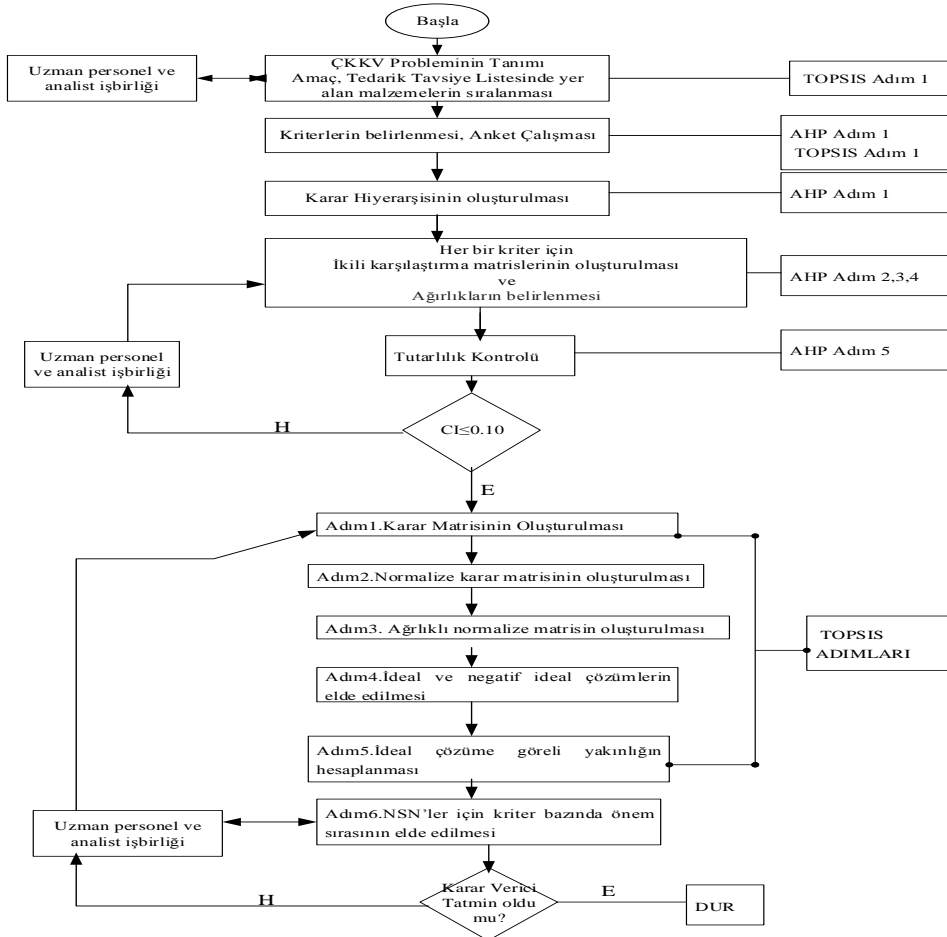 Başla
ÇKKV Probleminin Tanımı
Amaç, Tedarik Tavsiye Listesinde yer
alan malzemelerin sıralanması
Uzman personel ve
analist işbirliği
TOPSIS Adım 1
Kriterlerin belirlenmesi, Anket Çalışması
AHP Adım 1
TOPSIS Adım 1
Karar Hiyerarşisinin oluşturulması
AHP Adım 1
Her bir kriter için
İkili karşılaştırma matrislerinin oluşturulması
ve
Ağırlıkların belirlenmesi
AHP Adım 2,3,4
Uzman personel
ve analist işbirliği
Tutarlılık Kontrolü
AHP Adım 5
CI≤0.10
H
E
Adım1.Karar Matrisinin Oluşturulması
Adım2.Normalize karar matrisinin oluşturulması
Adım3. Ağrlıklı normalize matrisin oluşturulması
TOPSIS
ADIMLARI
Adım4.İdeal ve negatif ideal çözümlerin
elde edilmesi
Adım5.İdeal çözüme göreli yakınlığın
hesaplanması
Adım6.NSN’ler için kriter bazında önem
sırasının elde edilmesi
Uzman personel ve
analist işbirliği
Karar Verici
Tatmin oldu
mu?
H
E
DUR